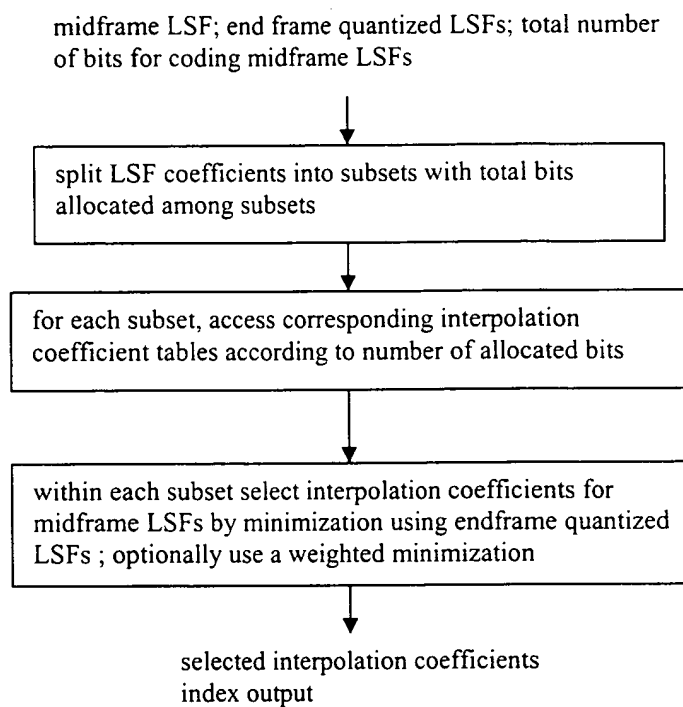 midframe LSF; end frame quantized LSFs; total number
of bits for coding midframe LSFs
split LSF coefficients into subsets with total bits
allocated among subsets
for each subset, access corresponding interpolation
coefficient tables according to number of allocated bits
within each subset select interpolation coefficients for
midframe LSFs by minimization using endframe quantized
LSFs ; optionally use a weighted minimization
selected interpolation coefficients
index output